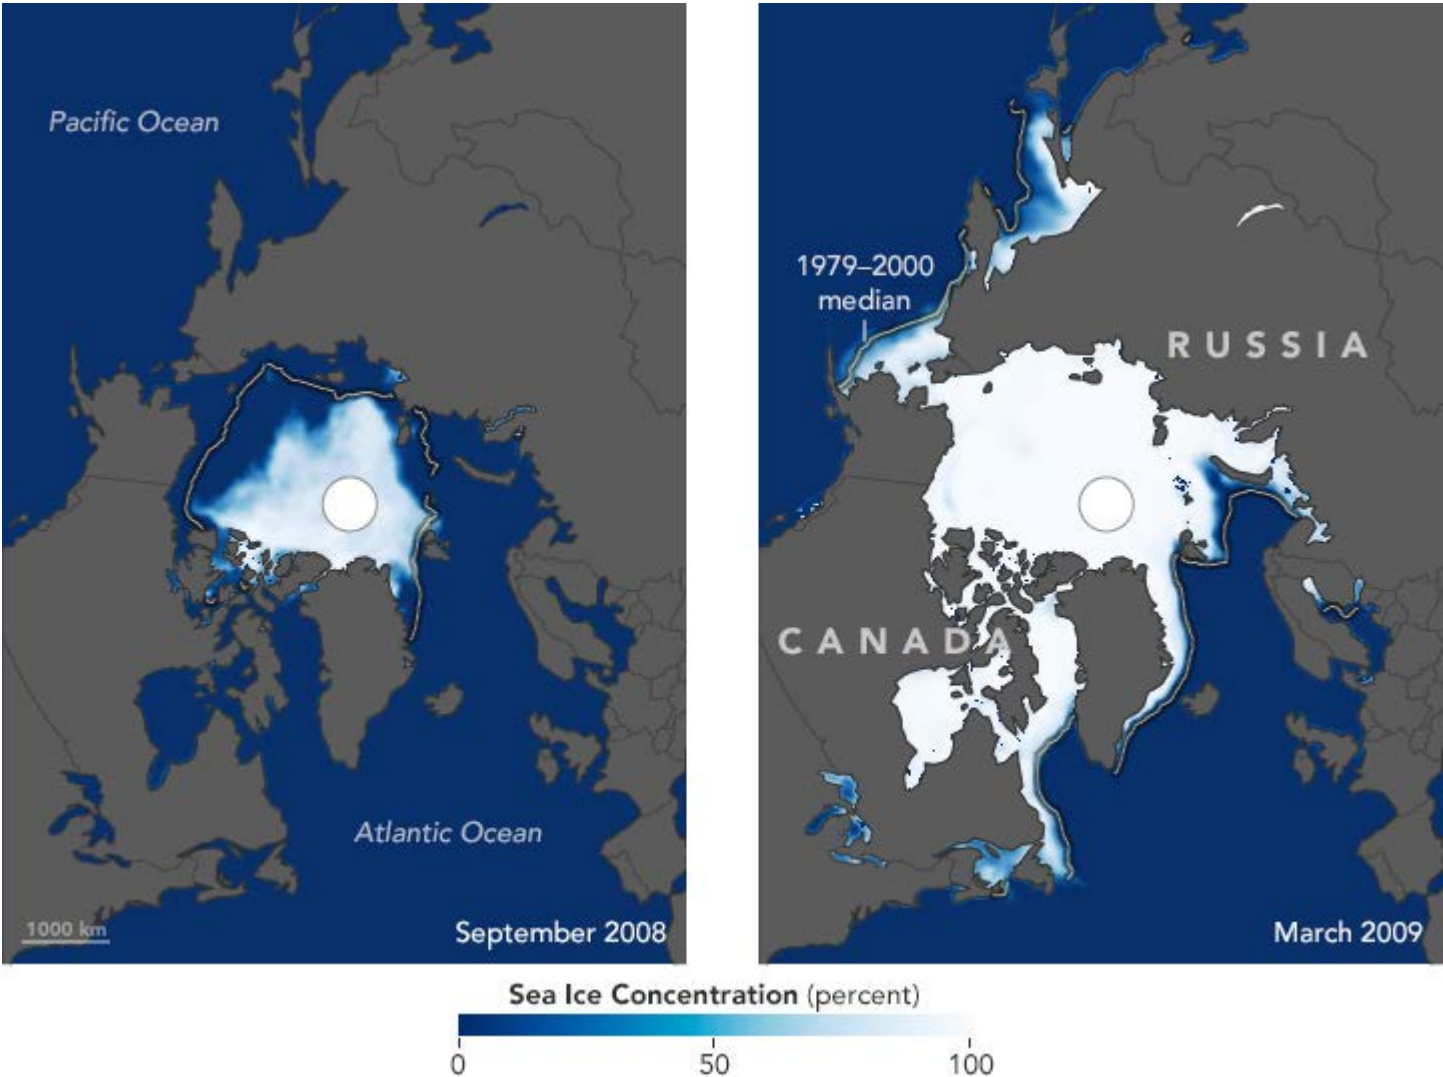 Pacific Ocean
Atlantic Ocean
1000 km
September 2008
1979–2000
median
RUSSIA
CANADA
March 2009
Sea Ice Concentration (percent)
0
50
100